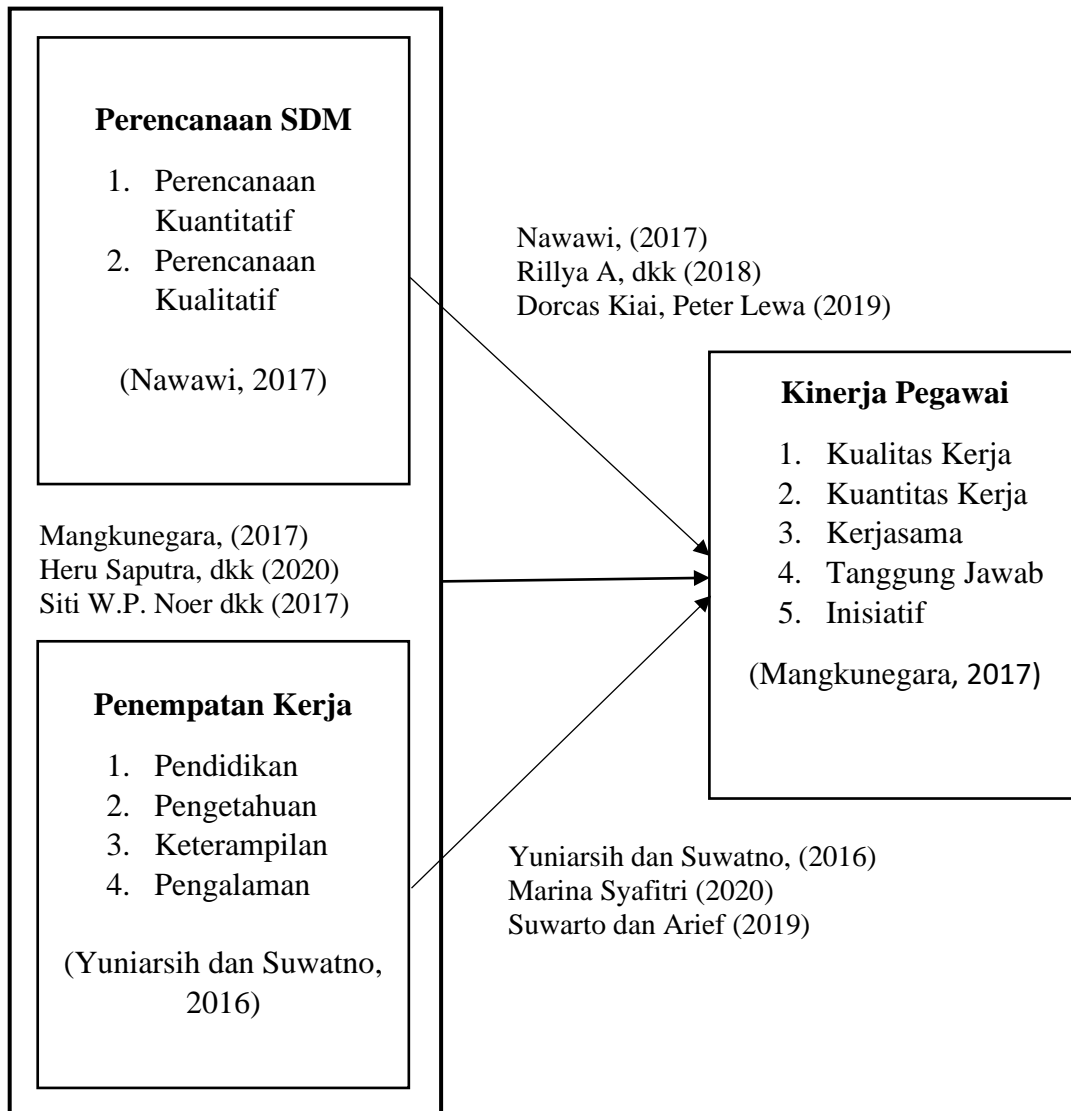 Perencanaan SDM
1. Perencanaan
Kuantitatif
2. Perencanaan
Kualitatif
(Nawawi, 2017)
Nawawi, (2017)
Rillya A, dkk (2018)
Dorcas Kiai, Peter Lewa (2019)
Mangkunegara, (2017)
Heru Saputra, dkk (2020)
Siti W.P. Noer dkk (2017)
Kinerja Pegawai
1. Kualitas Kerja
2. Kuantitas Kerja
3. Kerjasama
4. Tanggung Jawab
5. Inisiatif
(Mangkunegara, 2017)
Penempatan Kerja
1. Pendidikan
2. Pengetahuan
3. Keterampilan
4. Pengalaman
(Yuniarsih dan Suwatno,
2016)
Yuniarsih dan Suwatno, (2016)
Marina Syafitri (2020)
Suwarto dan Arief (2019)